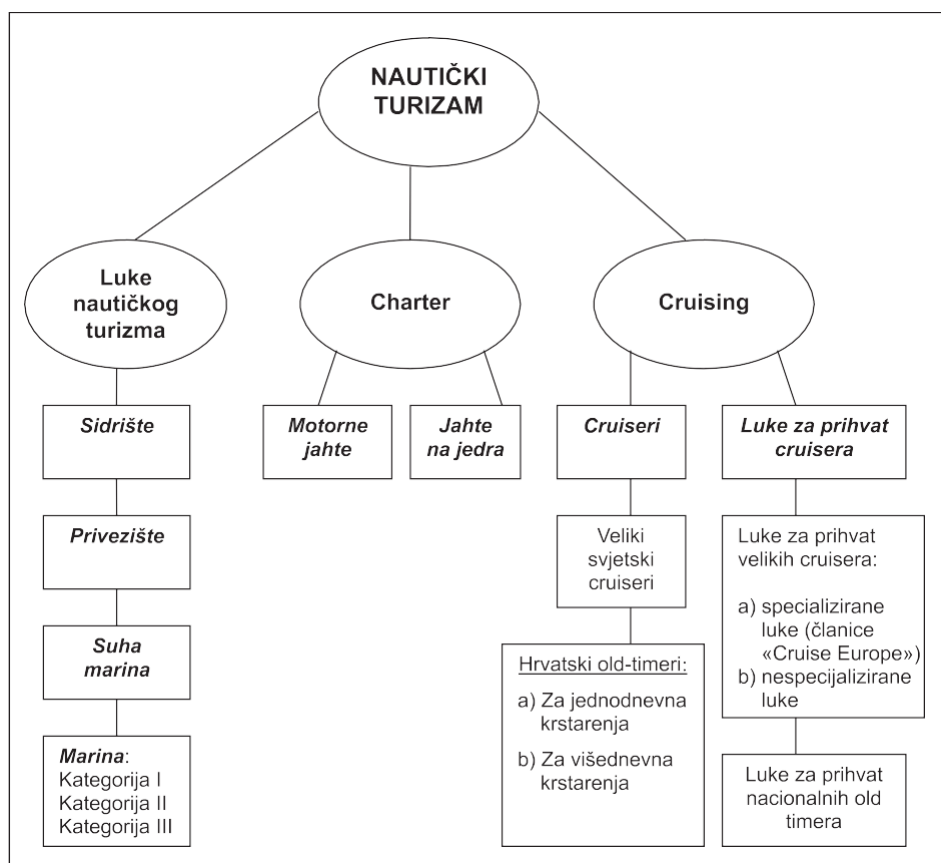 NAUTIČKI
TURIZAM
Luke
nautičkog
turizma
Charter
Cruising
Sidrište
Motorne
jahte
Jahte
na jedra
Cruiseri
Luke za prihvat
cruisera
Privezište
Veliki
svjetski
cruiseri
Luke za prihvat
velikih cruisera:
a) specializirane
luke (članice
«Cruise Europe»)
b) nespecijalizirane
luke
Suha
marina
Hrvatski old-timeri:
a) Za jednodnevna
krstarenja
b) Za višednevna
krstarenja
Marina:
Kategorija I
Kategorija II
Kategorija III
Luke za prihvat
nacionalnih old
timera